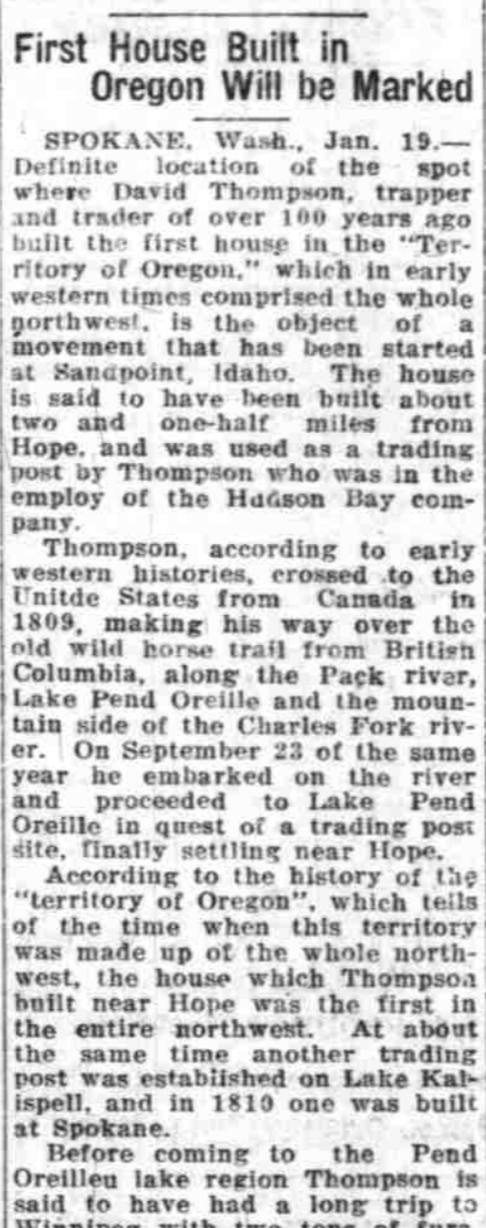 First House Built in
Oregon Will be Marked
SPOKANE, Wash., Jan. 19.—
Definite location of the spot
where David Thompson, trapper
and trader of over 100 years ago
built the first house in the "Ter-
ritory of Oregon," which in early
western times comprised the whole
northwest, is the object of a
movement that has been started
at Sandpoint, Idaho. The house
is said to have been built about
two and one-half miles from
Hope, and was used as a trading
post by Thompson who was in the
employ of the Hudson Bay com-
pany.
Thompson, according to early
western histories, crossed to the
Unitde States from Canada in
1809, making his way over the
old wild horse trail from British
Columbia, along the Pack river,
Lake Pend Oreille and the moun-
tain side of the Charles Fork riv-
er. On September 23 of the same
year he embarked on the river
and proceeded to Lake Pend
Oreille in quest of a trading post
site, finally settling near Hope.
According to the history of the
"territory of Oregon", which tells
of the time when this territory
was made up of the whole north-
west, the house which Thompson
built near Hope was the first in
the entire northwest. At about
the same time another trading
post was established on Lake Kal-
ispell, and in 1810 one was built
at Spokane.
Before coming to the Pend
Oreilleu lake region Thompson is
said to have had a long trip to
Winnipeg with two tons of